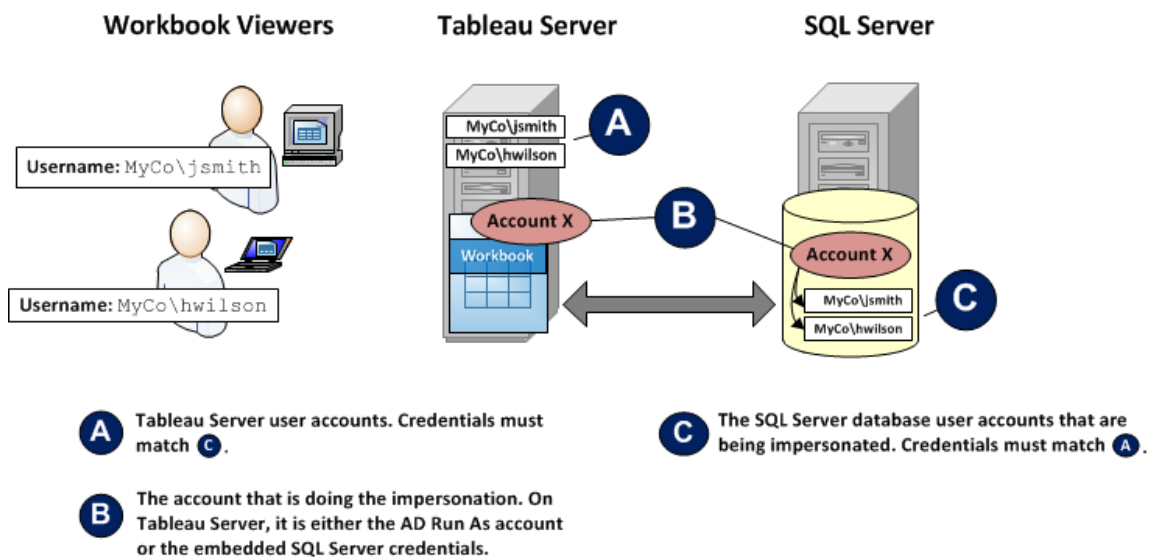 Workbook Viewers
Tableau Server
SQL Server
Username: MyCo\jsmith
Username: MyCo\hwilson
MyCo\jsmith
MyCo\hwilson
A
Account X
Workbook
B
Account X
MyCo\jsmith
MyCo\hwilson
C
A
Tableau Server user accounts. Credentials must
match C.
B
The account that is doing the impersonation. On
Tableau Server, it is either the AD Run As account
or the embedded SQL Server credentials.
C
The SQL Server database user accounts that are
being impersonated. Credentials must match A.